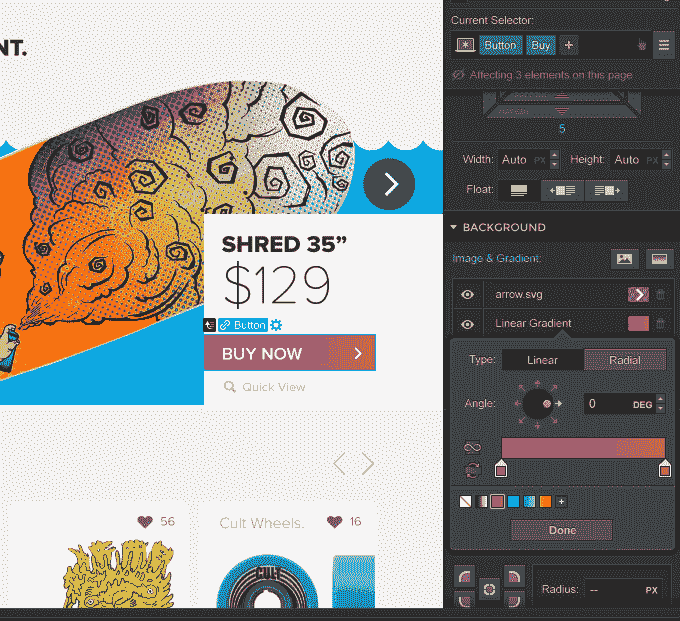 NT.
SHRED 35”
$129
Button
BUY NOW
Quick View
56
Cult Wheels.
16
CULT
Current Selector:
Button Buy +
Affecting 3 elements on this page
5
Width: Auto PX Height: Auto PX
Float:
BACKGROUND
Image & Gradient:
arrow.svg
Linear Gradient
Type: Linear Radial
Angle: 0 DEG
+
Done
Radius: -- PX